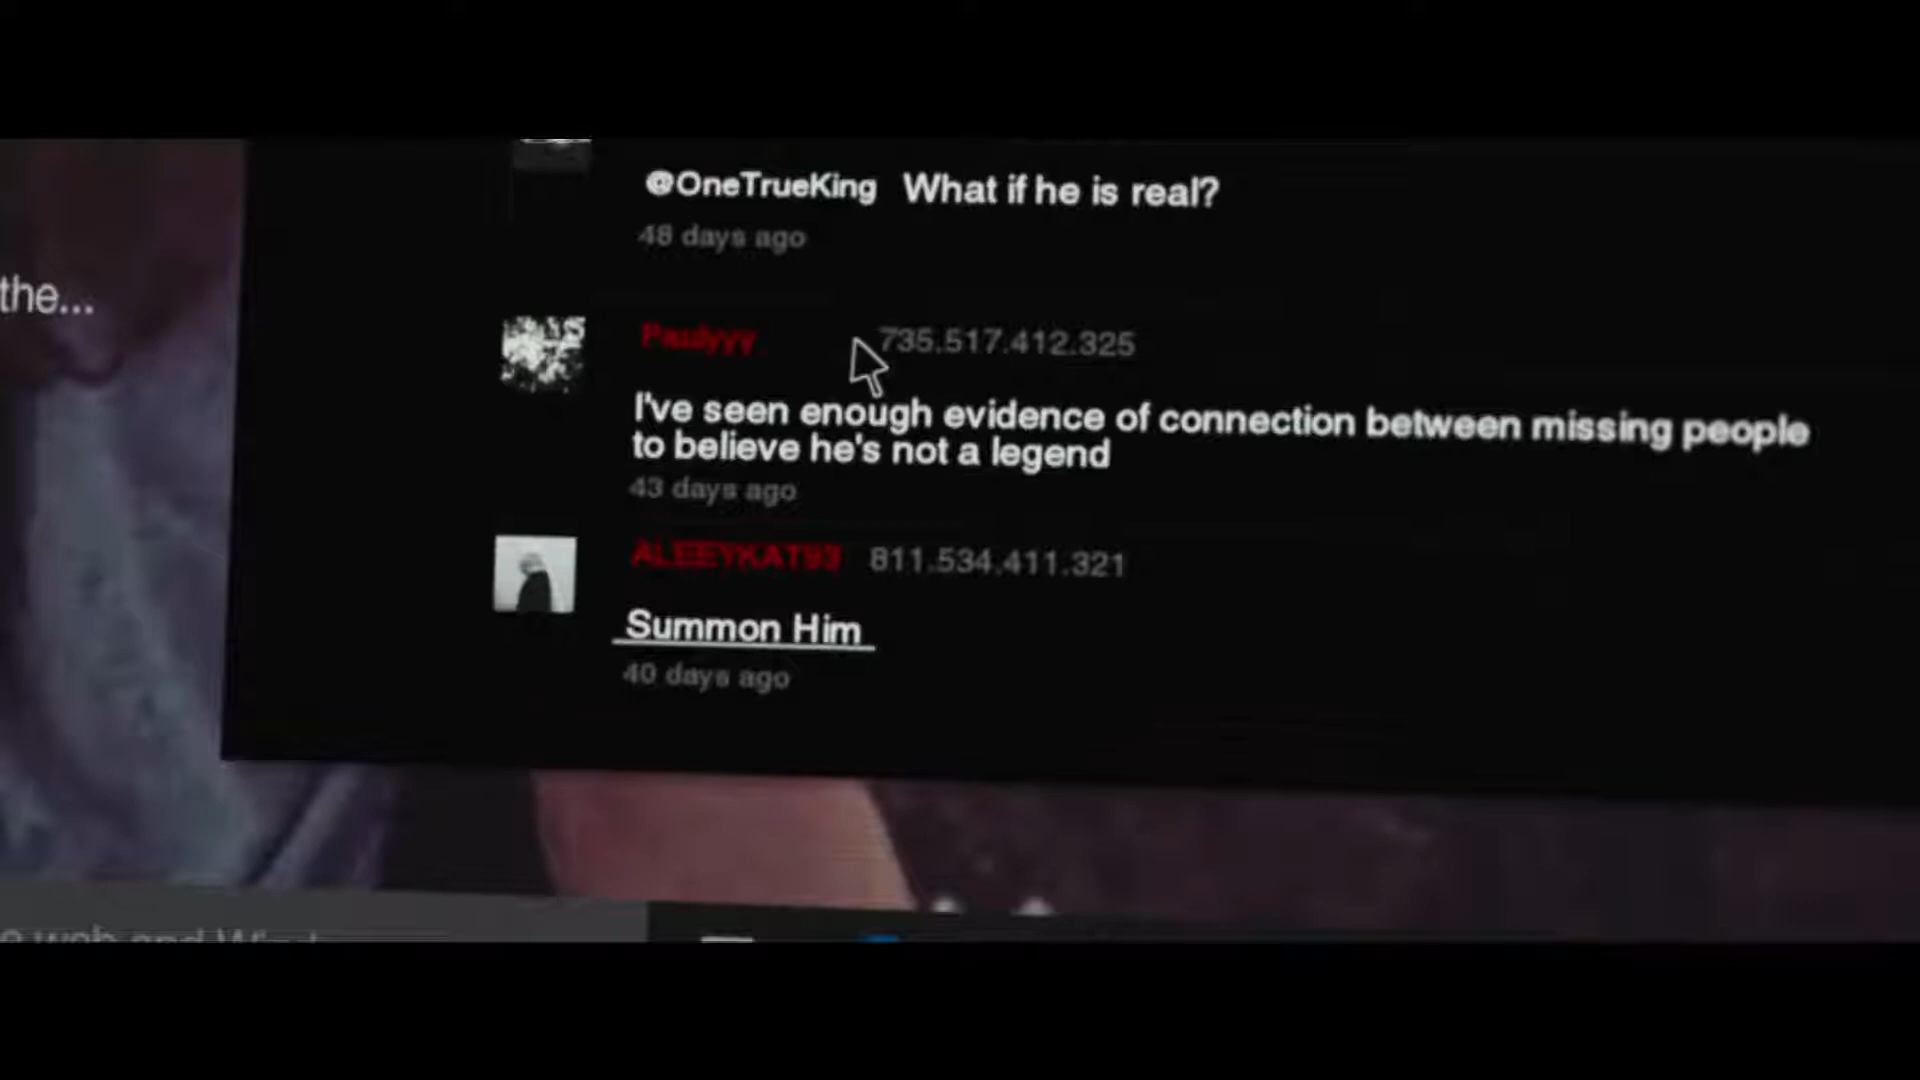 @OneTrueKing What if he is real?
48 days ago
the...
Paulyyy 735.517.412.325
I've seen enough evidence of connection between missing people
to believe he's not a legend
43 days ago
ALEEYKAT93 811.534.411.321
Summon Him
40 days ago